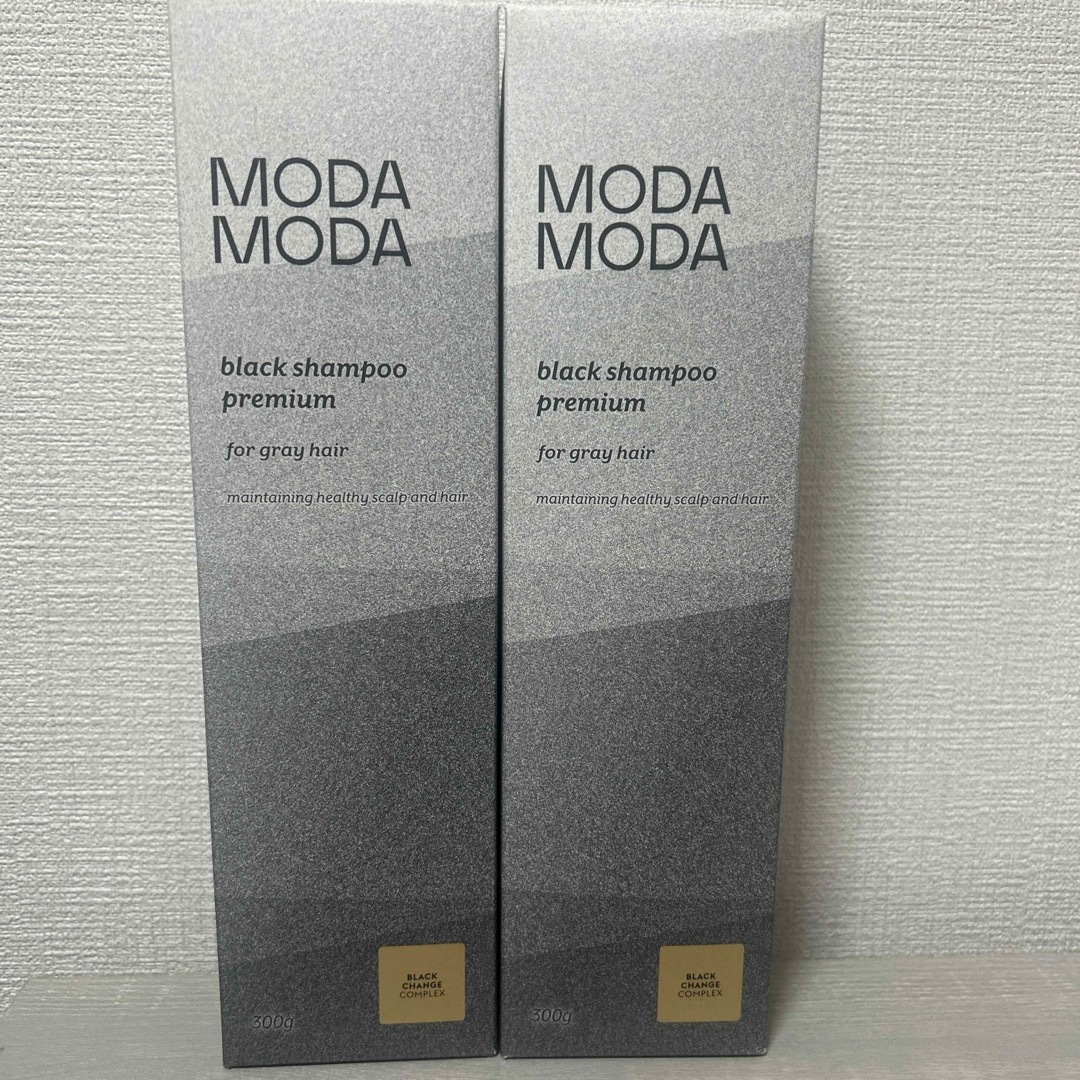 MODA
MODA
black shampoo
premium
for gray hair
maintaining healthy scalp and hair
BLACK
CHANGE
COMPLEX
300g
MODA
MODA
black shampoo
premium
for gray hair
maintaining healthy scalp and hair
BLACK
CHANGE
COMPLEX
300g